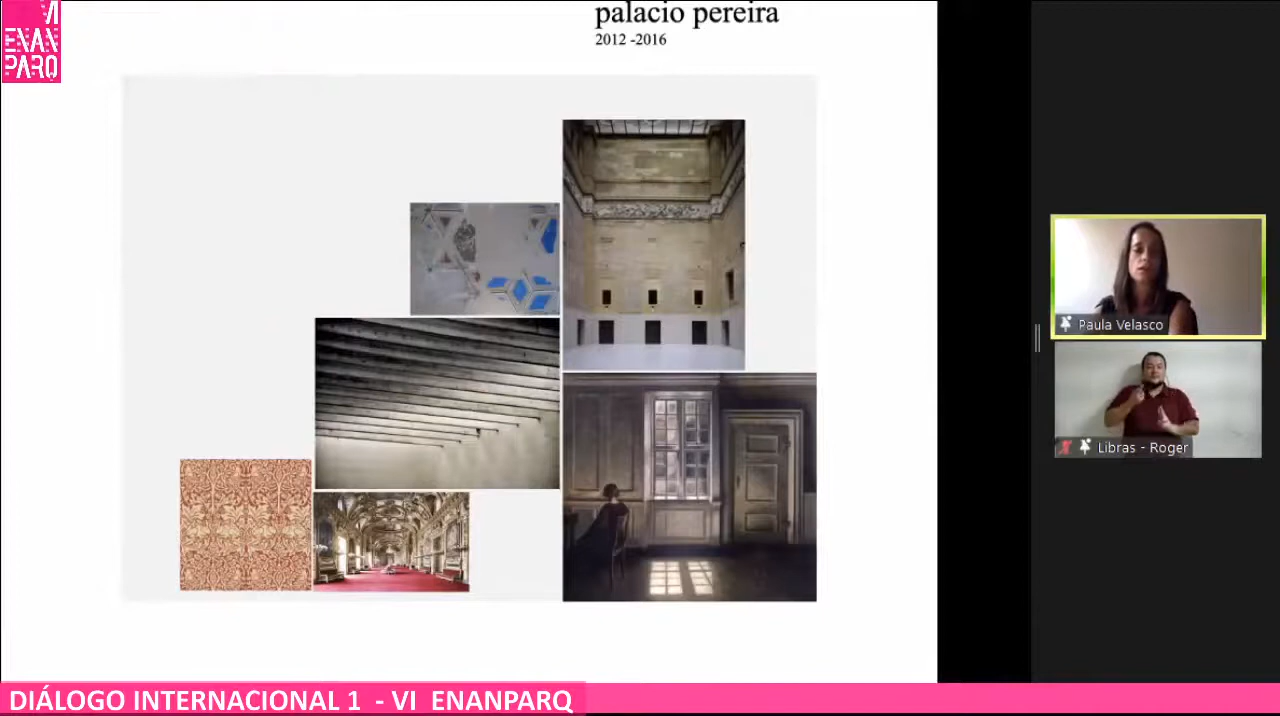 VI
ENAN
PARQ
palacio pereira
2012 -2016
Paula Velasco
Libras - Roger
DIÁLOGO INTERNACIONAL 1 - VI ENANPARQ